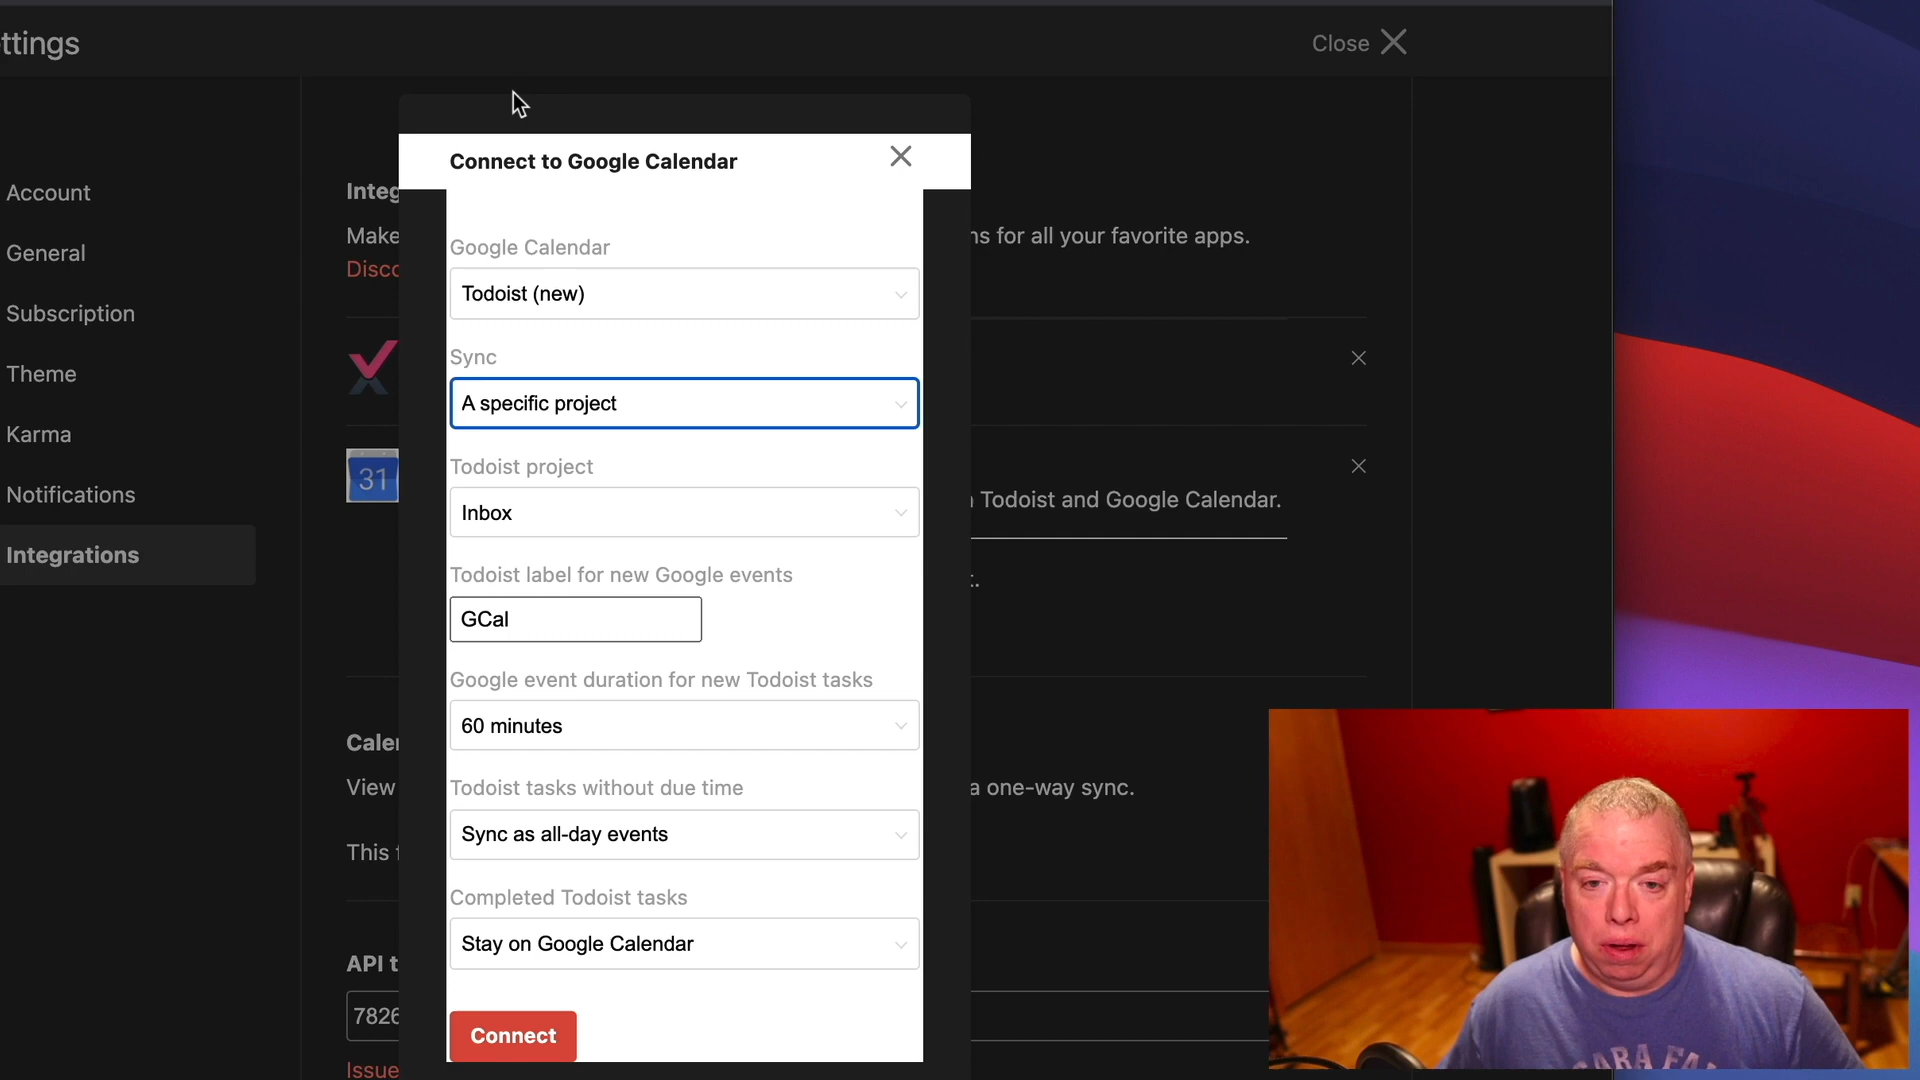 ttings
Close
Account
General
Subscription
Theme
Karma
Notifications
Integrations
Integ
Make
ns for all your favorite apps.
Disco
31
Todoist and Google Calendar.
t.
Caler
View
a one-way sync.
This f
API t
7826
Issue
Connect to Google Calendar
Google Calendar
Todoist (new)
Sync
A specific project
Todoist project
Inbox
Todoist label for new Google events
GCal
Google event duration for new Todoist tasks
60 minutes
Todoist tasks without due time
Sync as all-day events
Completed Todoist tasks
Stay on Google Calendar
Connect